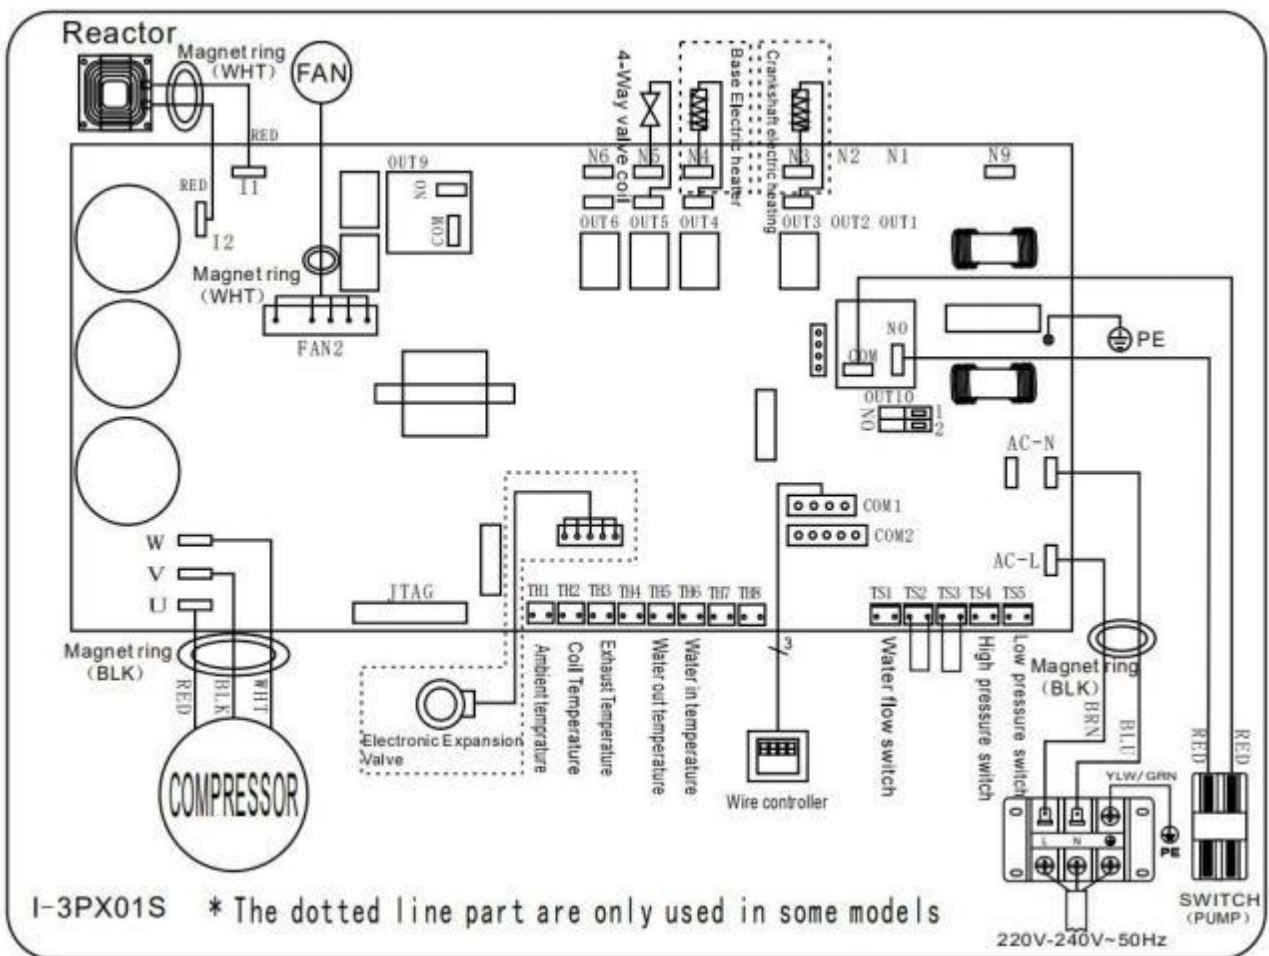 Reactor
Magnet ring
(WHT)
FAN
4-Way valve coil
Base Electric heater
Crankshaft electric heating
RED
I1
RED
I2
OUT9
NO
COM
N6
N5
N4
N3
N2
N1
N9
OUT6
OUT5
OUT4
OUT3
OUT2
OUT1
Magnet ring
(WHT)
FAN2
NO
COM
PE
OUT10
ON
1
2
AC-N
COM1
COM2
AC-L
W
V
U
JTAG
TH1
TH2
TH3
TH4
TH5
TH6
TH7
TH8
TS1
TS2
TS3
TS4
TS5
Magnet ring
(BLK)
RED
BLK
WHT
COMPRESSOR
Electronic Expansion
Valve
Ambient temprature
Coil Temperature
Exhaust Temperature
Water out temperature
Water in temperature
3
Wire controller
Water flow switch
High pressure switch
Low pressure switch
Magnet ring
(BLK)
BRN
BLU
RED
RED
YLW/GRN
L
N
PE
SWITCH
(PUMP)
220V-240V~50Hz
I-3PX01S
* The dotted line part are only used in some models